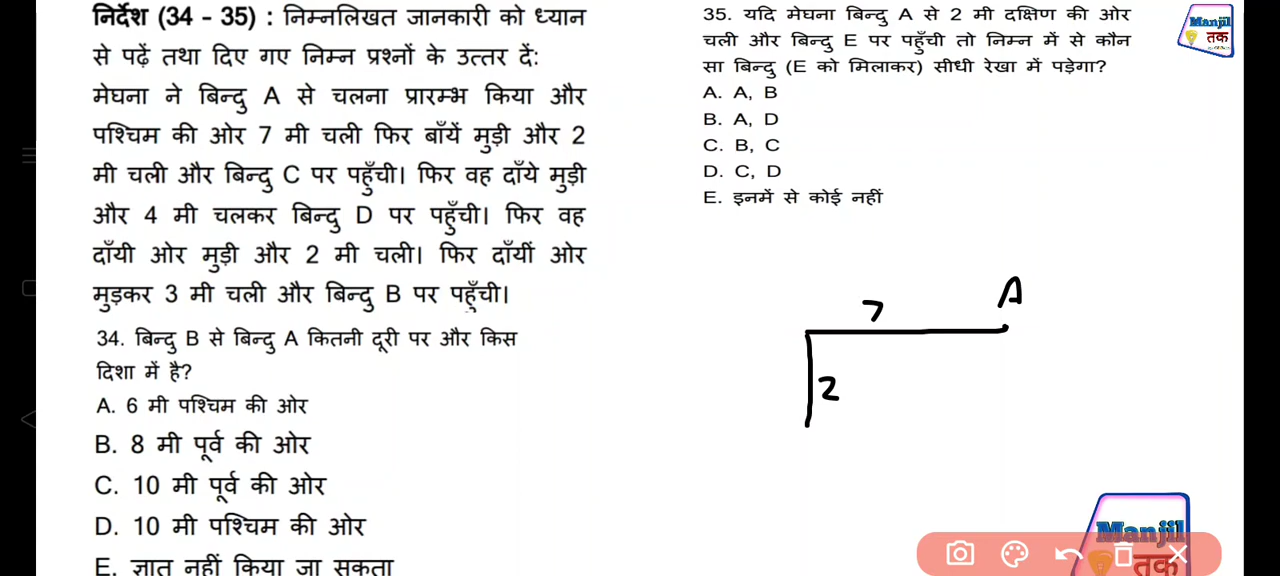 निर्देश (34 - 35) : निम्नलिखत जानकारी को ध्यान
से पढ़ें तथा दिए गए निम्न प्रश्नों के उत्तर दें:
मेघना ने बिन्दु A से चलना प्रारम्भ किया और
पश्चिम की ओर 7 मी चली फिर बाँयें मुड़ी और 2
मी चली और बिन्दु C पर पहुँची। फिर वह दाँये मुड़ी
और 4 मी चलकर बिन्दु D पर पहुँची। फिर वह
दाँयी ओर मुड़ी और 2 मी चली। फिर दाँयीं ओर
मुड़कर 3 मी चली और बिन्दु B पर पहुँची।
34. बिन्दु B से बिन्दु A कितनी दूरी पर और किस
दिशा में है?
A. 6 मी पश्चिम की ओर
B. 8 मी पूर्व की ओर
C. 10 मी पूर्व की ओर
D. 10 मी पश्चिम की ओर
E. ज्ञात नहीं किया जा सकता
35. यदि मेघना बिन्दु A से 2 मी दक्षिण की ओर
चली और बिन्दु E पर पहुँची तो निम्न में से कौन
सा बिन्दु (E को मिलाकर) सीधी रेखा में पड़ेगा?
A. A, B
B. A, D
C. B, C
D. C, D
E. इनमें से कोई नहीं
Manjil
तक
A
7
2
Manjil
तक